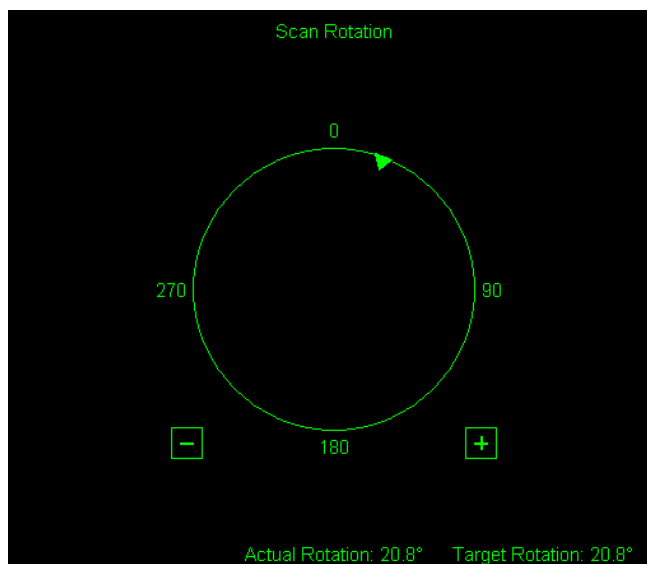 Scan Rotation
0
270
90
180
− +
Actual Rotation: 20.8° Target Rotation: 20.8°